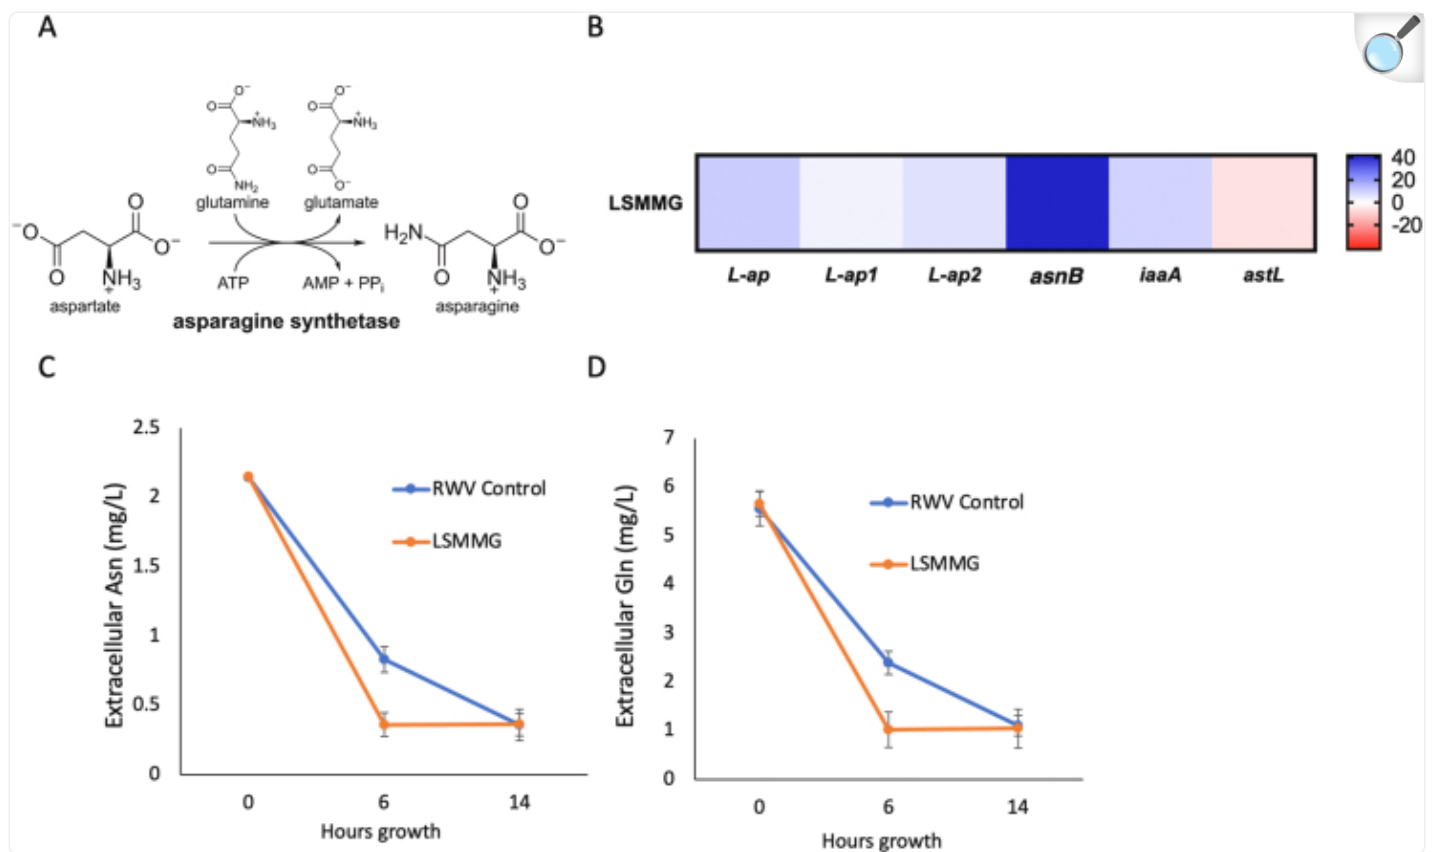 A
O
O⁻
NH₃
+
O
NH₂
glutamine
O
O⁻
NH₃
+
O
O⁻
glutamate
⁻O
O
O
O⁻
NH₃
+
aspartate
ATP
AMP + PPᵢ
asparagine synthetase
H₂N
O
O
O⁻
NH₃
+
asparagine
B
LSMMG
L-ap
L-ap1
L-ap2
asnB
iaaA
astL
40
20
0
-20
C
Extracellular Asn (mg/L)
2.5
2
1.5
1
0.5
0
RWV Control
LSMMG
0
6
14
Hours growth
D
Extracellular Gln (mg/L)
7
6
5
4
3
2
1
0
RWV Control
LSMMG
0
6
14
Hours growth